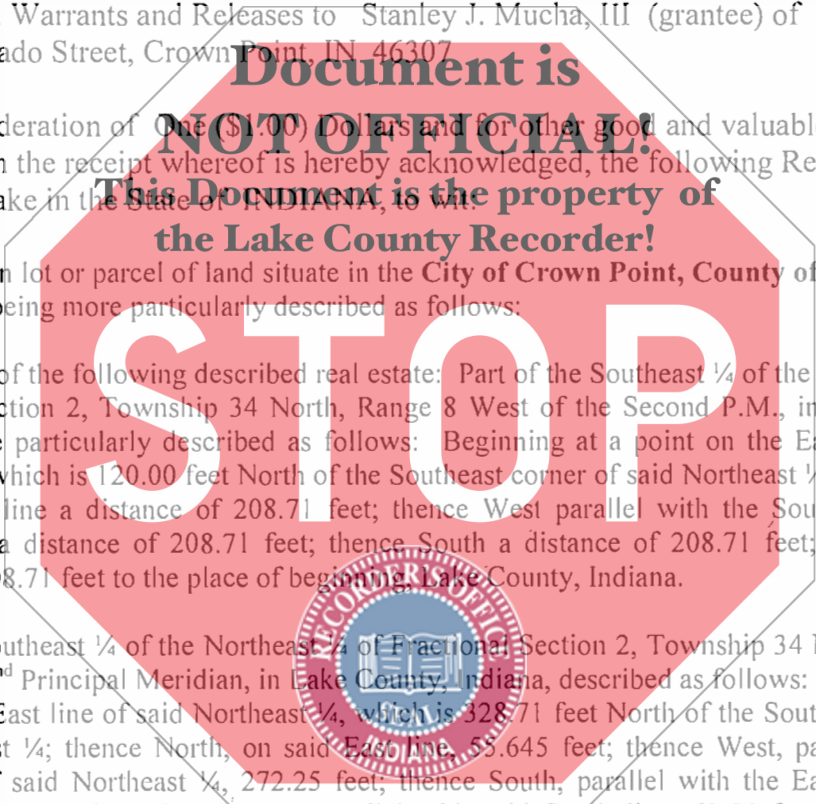 Warrants and Releases to Stanley J. Mucha, III (grantee) of
ado Street, Crown Point, IN 46307
Document is
deration of One ($1.00) Dollars and for other good and valuabl
NOT OFFICIAL!
n the receipt whereof is hereby acknowledged, the following Re
This Document is the property of
ake in the State of INDIANA, to wit:
the Lake County Recorder!
n lot or parcel of land situate in the City of Crown Point, County of
eing more particularly described as follows:
STOP
of the following described real estate: Part of the Southeast ¼ of the
ction 2, Township 34 North, Range 8 West of the Second P.M., in
e particularly described as follows: Beginning at a point on the Ea
which is 120.00 feet North of the Southeast corner of said Northeast ¼
line a distance of 208.71 feet; thence West parallel with the Sou
a distance of 208.71 feet; thence South a distance of 208.71 feet;
8.71 feet to the place of beginning, Lake County, Indiana.
RECORDER'S OFFICE
SEAL
INDIANA
utheast ¼ of the Northeast ¼ of Fractional Section 2, Township 34
nd Principal Meridian, in Lake County, Indiana, described as follows:
East line of said Northeast ¼, which is 328.71 feet North of the Sout
t ¼; thence North, on said East line, 53.645 feet; thence West, pa
said Northeast ¼, 272.25 feet; thence South, parallel with the Ea